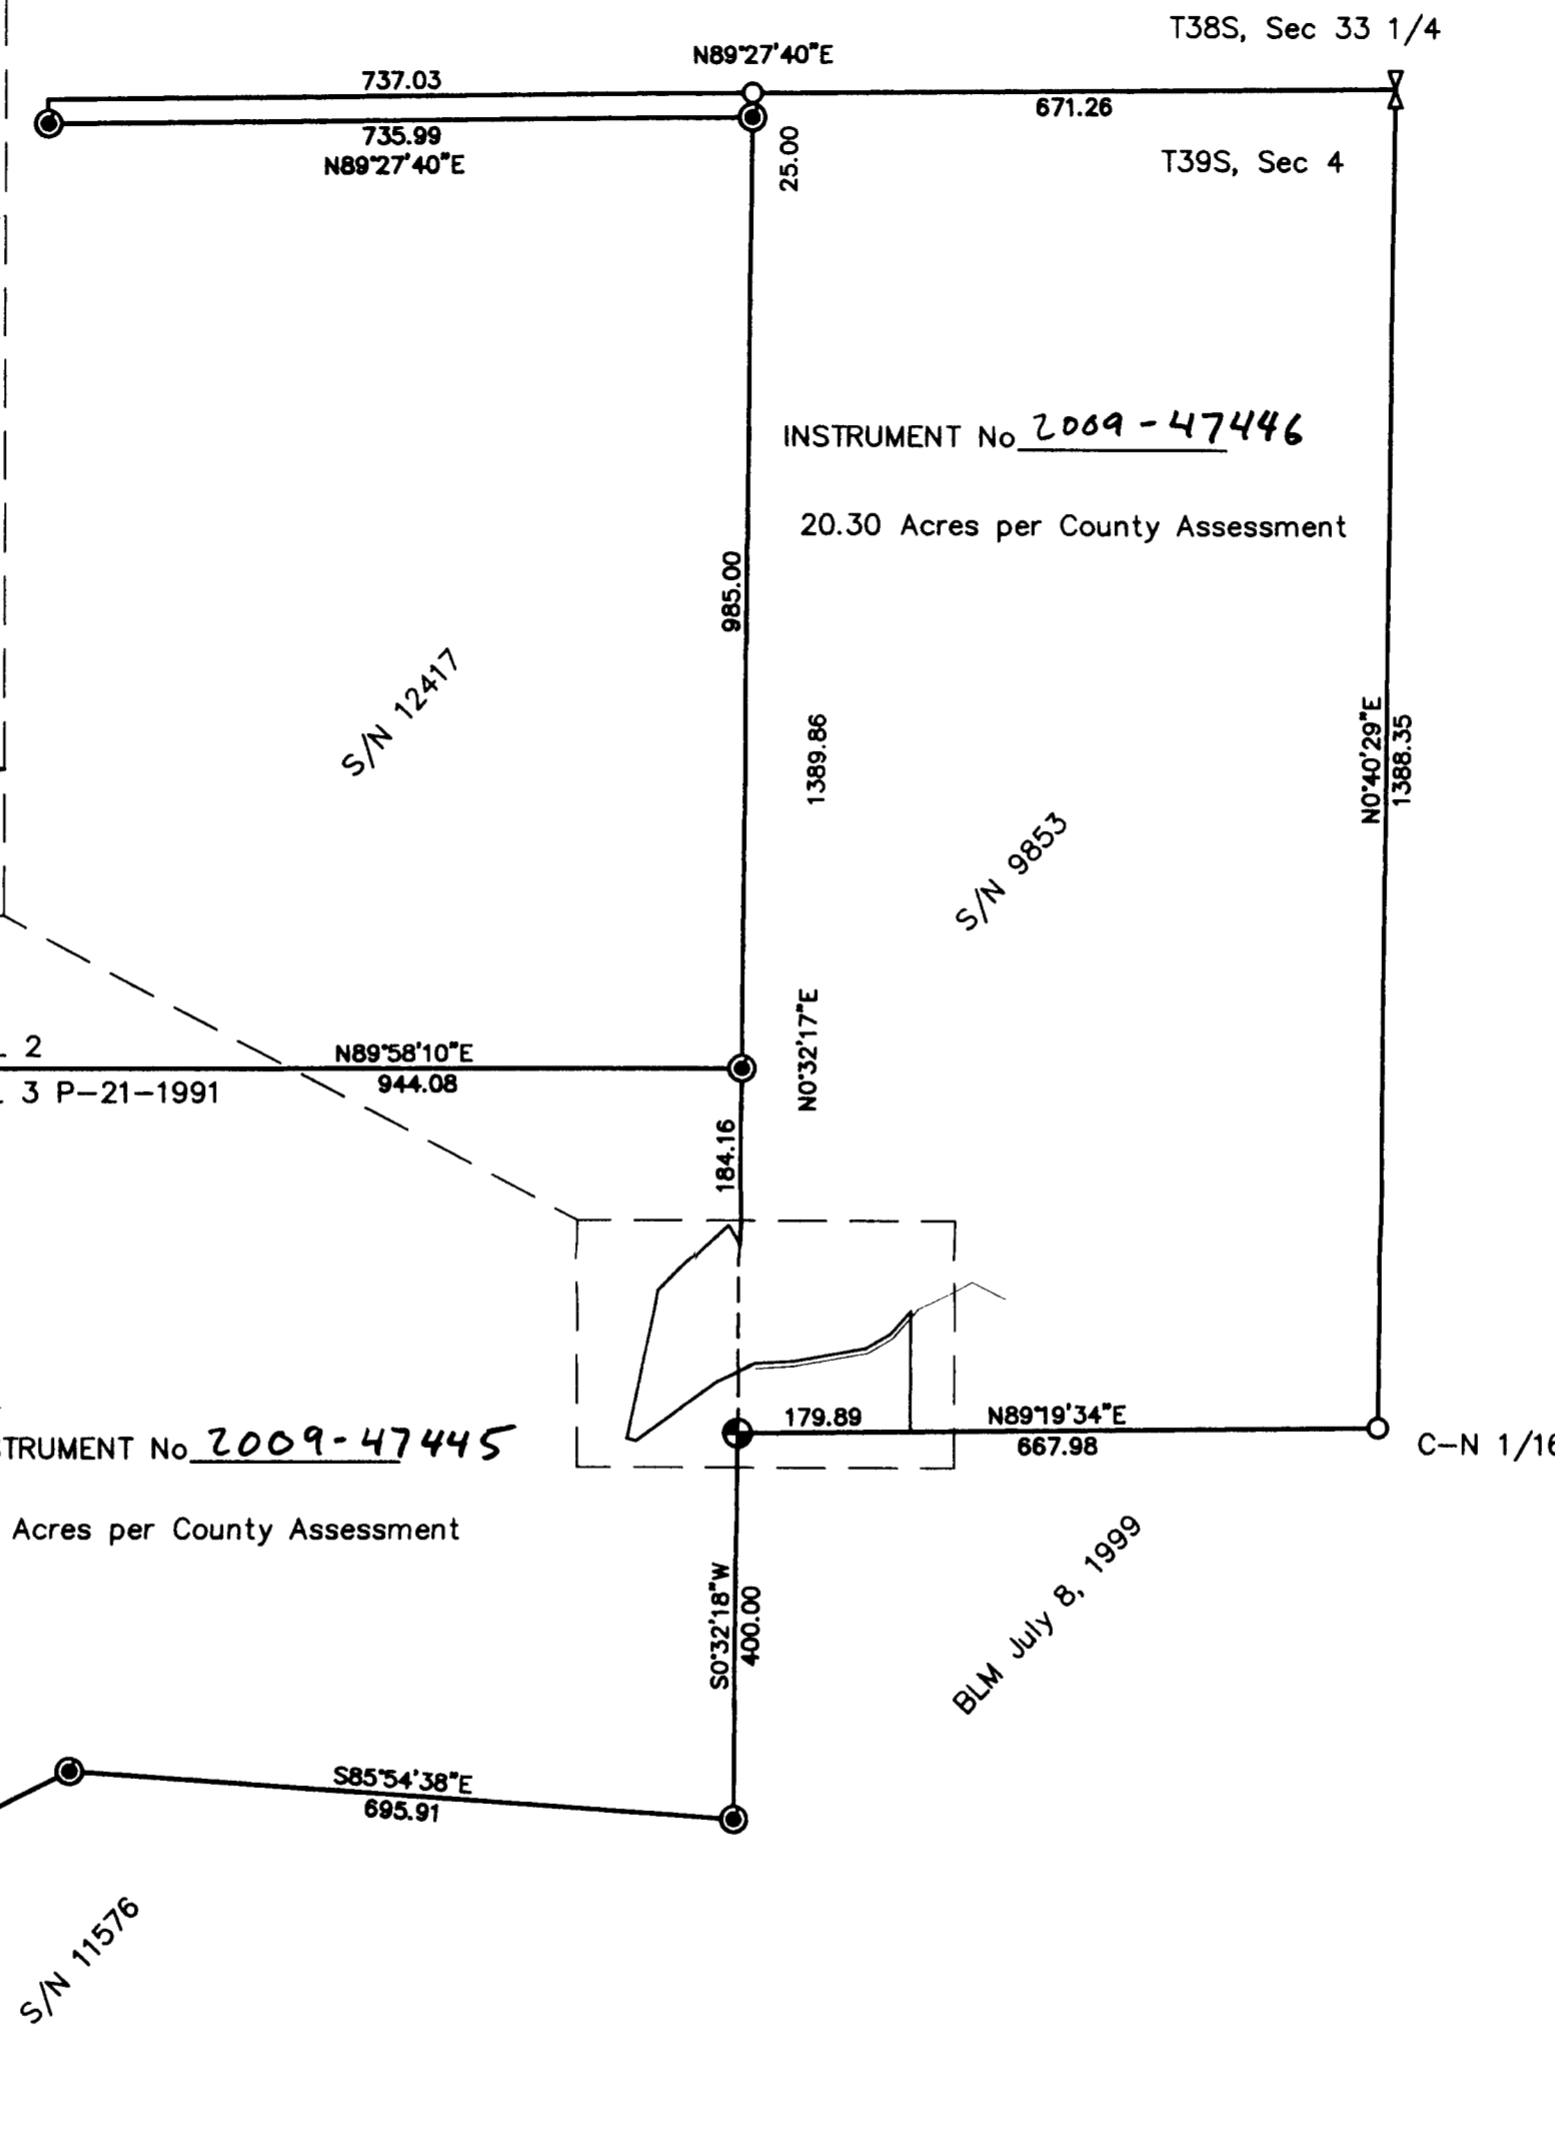 T38S, Sec 33 1/4
N89°27'40"E
737.03
671.26
735.99
N89°27'40"E
25.00
T39S, Sec 4
INSTRUMENT No 2009-47446
20.30 Acres per County Assessment
985.00
S/N 12417
1389.86
N0°40'29"E
1388.35
S/N 9853
N0°32'17"E
2
N89°58'10"E
944.08
3 P-21-1991
184.16
179.89
N89°19'34"E
667.98
C-N 1/16
TRUMENT No 2009-47445
Acres per County Assessment
S0°32'18"W
400.00
BLM July 8, 1999
S85°54'38"E
695.91
S/N 11576